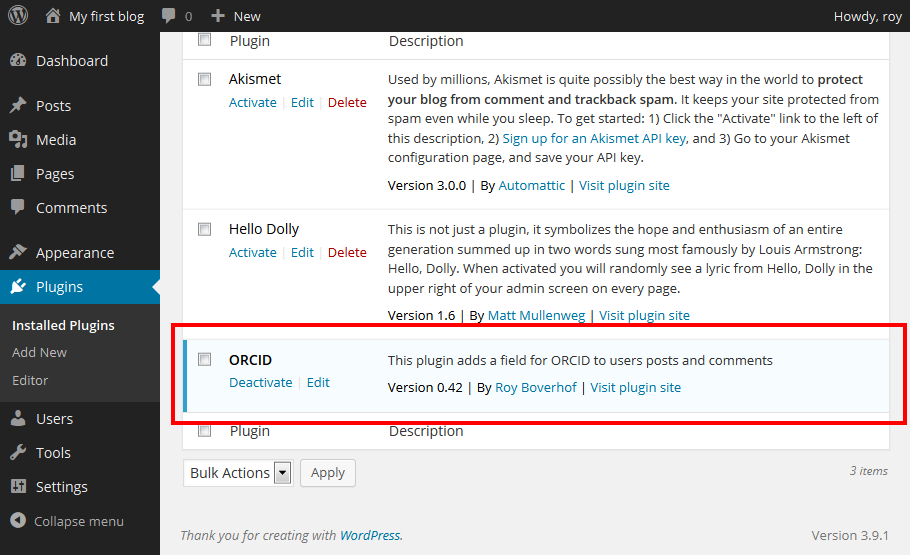 My first blog 0 New Howdy, roy
Dashboard
Posts
Media
Pages
Comments
Appearance
Plugins
Installed Plugins
Add New
Editor
Users
Tools
Settings
Collapse menu
Plugin Description
Akismet
Activate | Edit | Delete
Used by millions, Akismet is quite possibly the best way in the world to protect
your blog from comment and trackback spam. It keeps your site protected from
spam even while you sleep. To get started: 1) Click the "Activate" link to the left of
this description, 2) Sign up for an Akismet API key, and 3) Go to your Akismet
configuration page, and save your API key.
Version 3.0.0 | By Automattic | Visit plugin site
Hello Dolly
Activate | Edit | Delete
This is not just a plugin, it symbolizes the hope and enthusiasm of an entire
generation summed up in two words sung most famously by Louis Armstrong:
Hello, Dolly. When activated you will randomly see a lyric from Hello, Dolly in the
upper right of your admin screen on every page.
Version 1.6 | By Matt Mullenweg | Visit plugin site
ORCID
Deactivate | Edit
This plugin adds a field for ORCID to users posts and comments
Version 0.42 | By Roy Boverhof | Visit plugin site
Plugin Description
Bulk Actions Apply 3 items
Thank you for creating with WordPress. Version 3.9.1